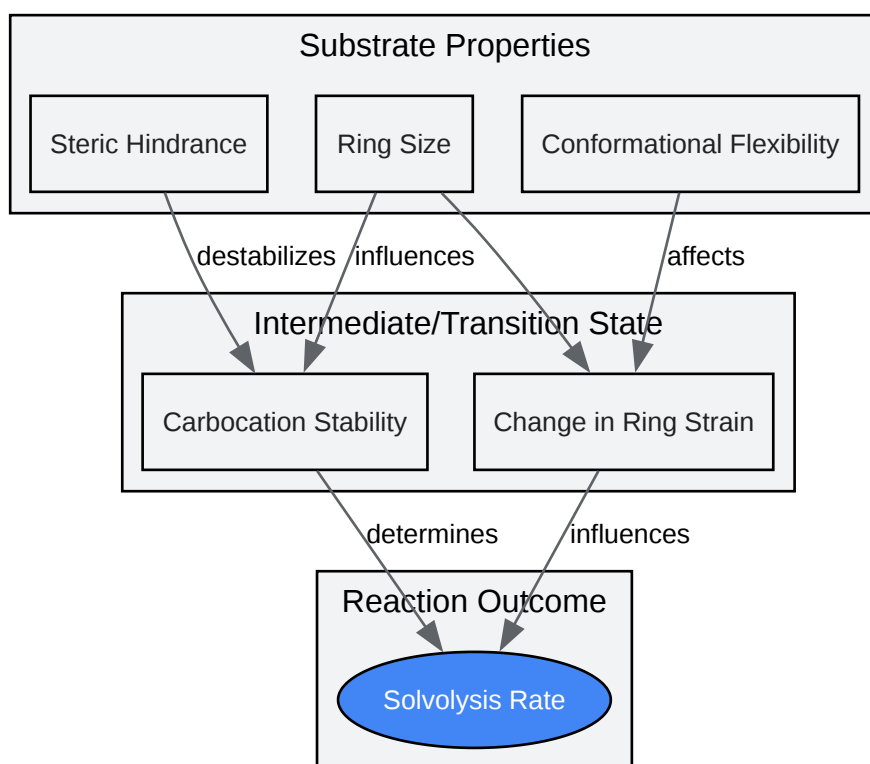 Substrate Properties
Steric Hindrance
Ring Size
Conformational Flexibility
destabilizes
influences
affects
Intermediate/Transition State
Carbocation Stability
Change in Ring Strain
determines
influences
Reaction Outcome
Solvolysis Rate